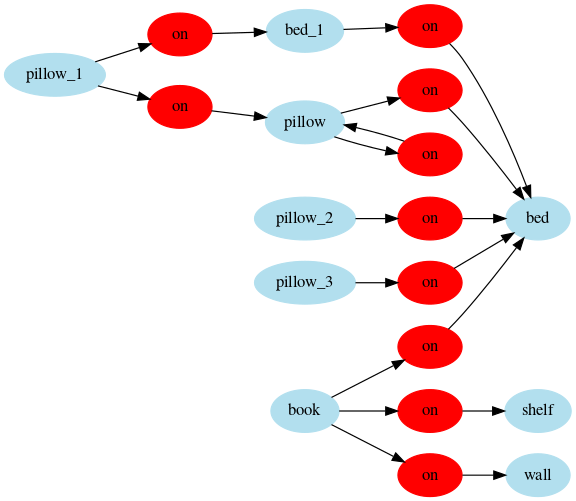 on
bed_1
on
pillow_1
on
on
pillow
on
pillow_2
on
bed
pillow_3
on
on
book
on
shelf
on
wall